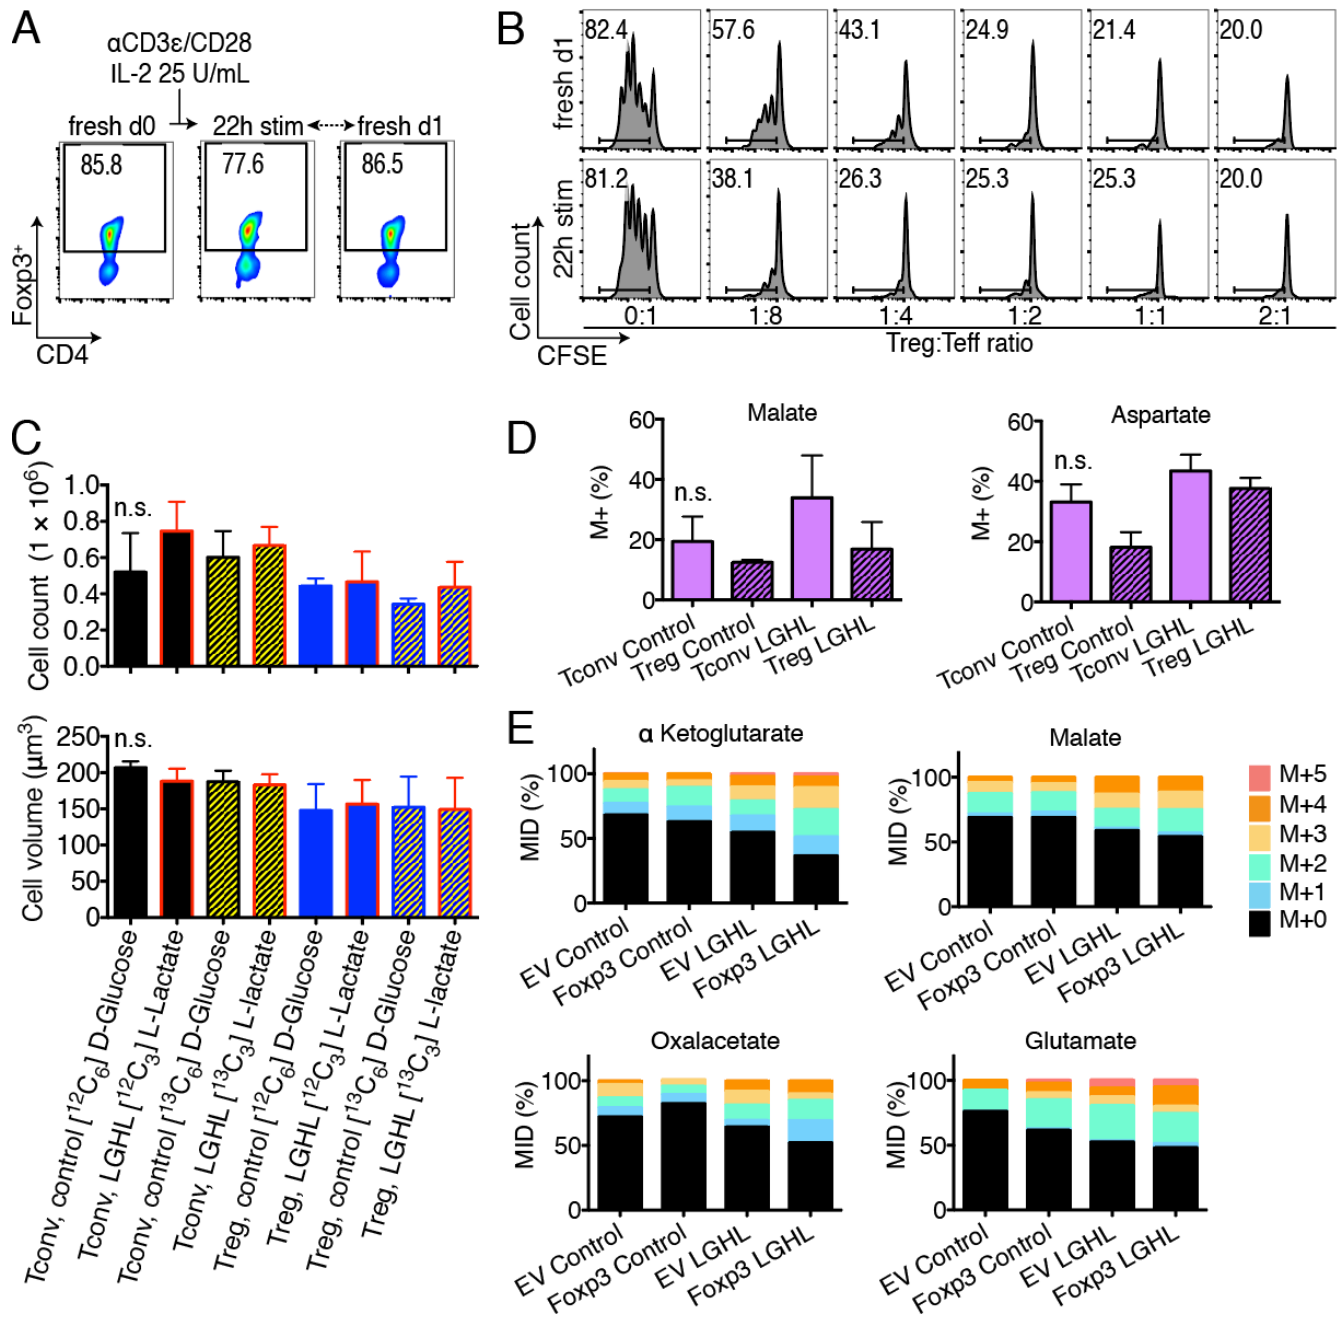 A
αCD3ε/CD28
IL-2 25 U/mL
fresh d0
22h stim
fresh d1
85.8
77.6
86.5
Foxp3+
CD4
B
fresh d1
82.4
57.6
43.1
24.9
21.4
20.0
22h stim
81.2
38.1
26.3
25.3
25.3
20.0
Cell count
CFSE
0:1
1:8
1:4
1:2
1:1
2:1
Treg:Teff ratio
C
Cell count (1 × 10^6)
1.0
0.8
0.6
0.4
0.2
0.0
n.s.
Cell volume (μm^3)
250
200
150
100
50
0
n.s.
Tconv, control [12C6] D-Glucose
Tconv, LGHL [12C3] L-Lactate
Tconv, control [13C6] D-Glucose
Tconv, LGHL [13C3] L-lactate
Treg, control [12C6] D-Glucose
Treg, LGHL [12C3] L-Lactate
Treg, control [13C6] D-Glucose
Treg, LGHL [13C3] L-lactate
D
Malate
M+ (%)
60
40
20
0
n.s.
Tconv Control
Treg Control
Tconv LGHL
Treg LGHL
Aspartate
M+ (%)
60
40
20
0
n.s.
Tconv Control
Treg Control
Tconv LGHL
Treg LGHL
E
α Ketoglutarate
MID (%)
100
50
0
EV Control
Foxp3 Control
EV LGHL
Foxp3 LGHL
Malate
MID (%)
100
50
0
EV Control
Foxp3 Control
EV LGHL
Foxp3 LGHL
M+5
M+4
M+3
M+2
M+1
M+0
Oxalacetate
MID (%)
100
50
0
EV Control
Foxp3 Control
EV LGHL
Foxp3 LGHL
Glutamate
MID (%)
100
50
0
EV Control
Foxp3 Control
EV LGHL
Foxp3 LGHL